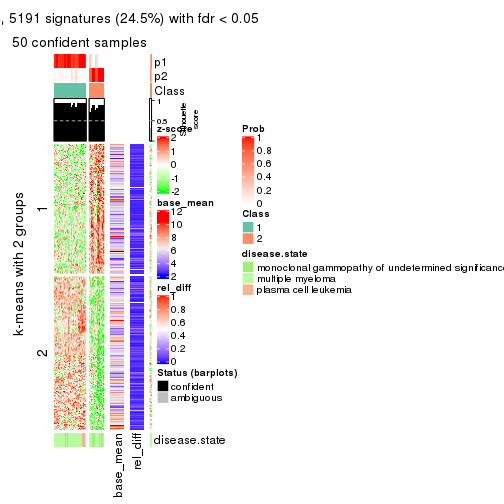 , 5191 signatures (24.5%) with fdr < 0.05
50 confident samples
p1
p2
Class
1
0.5
0
Silhouette
score
z-score
2
1
0
-1
-2
base_mean
12
10
8
6
4
2
rel_diff
1
0.8
0.6
0.4
0.2
0
Status (barplots)
confident
ambiguous
Prob
1
0.8
0.6
0.4
0.2
0
Class
1
2
disease.state
monoclonal gammopathy of undetermined significance
multiple myeloma
plasma cell leukemia
k-means with 2 groups
1
2
disease.state
base_mean
rel_diff